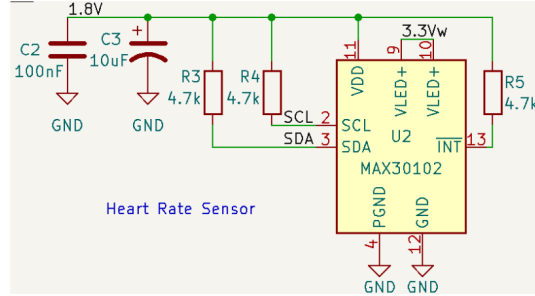 1.8V
3.3Vw
C2
100nF
C3
10uF
+
R3
4.7k
R4
4.7k
R5
4.7k
11
9
10
VDD
VLED+
VLED+
SCL
2
SCL
SDA
3
SDA
U2
INT
13
MAX30102
PGND
GND
4
12
GND
GND
GND
GND
Heart Rate Sensor